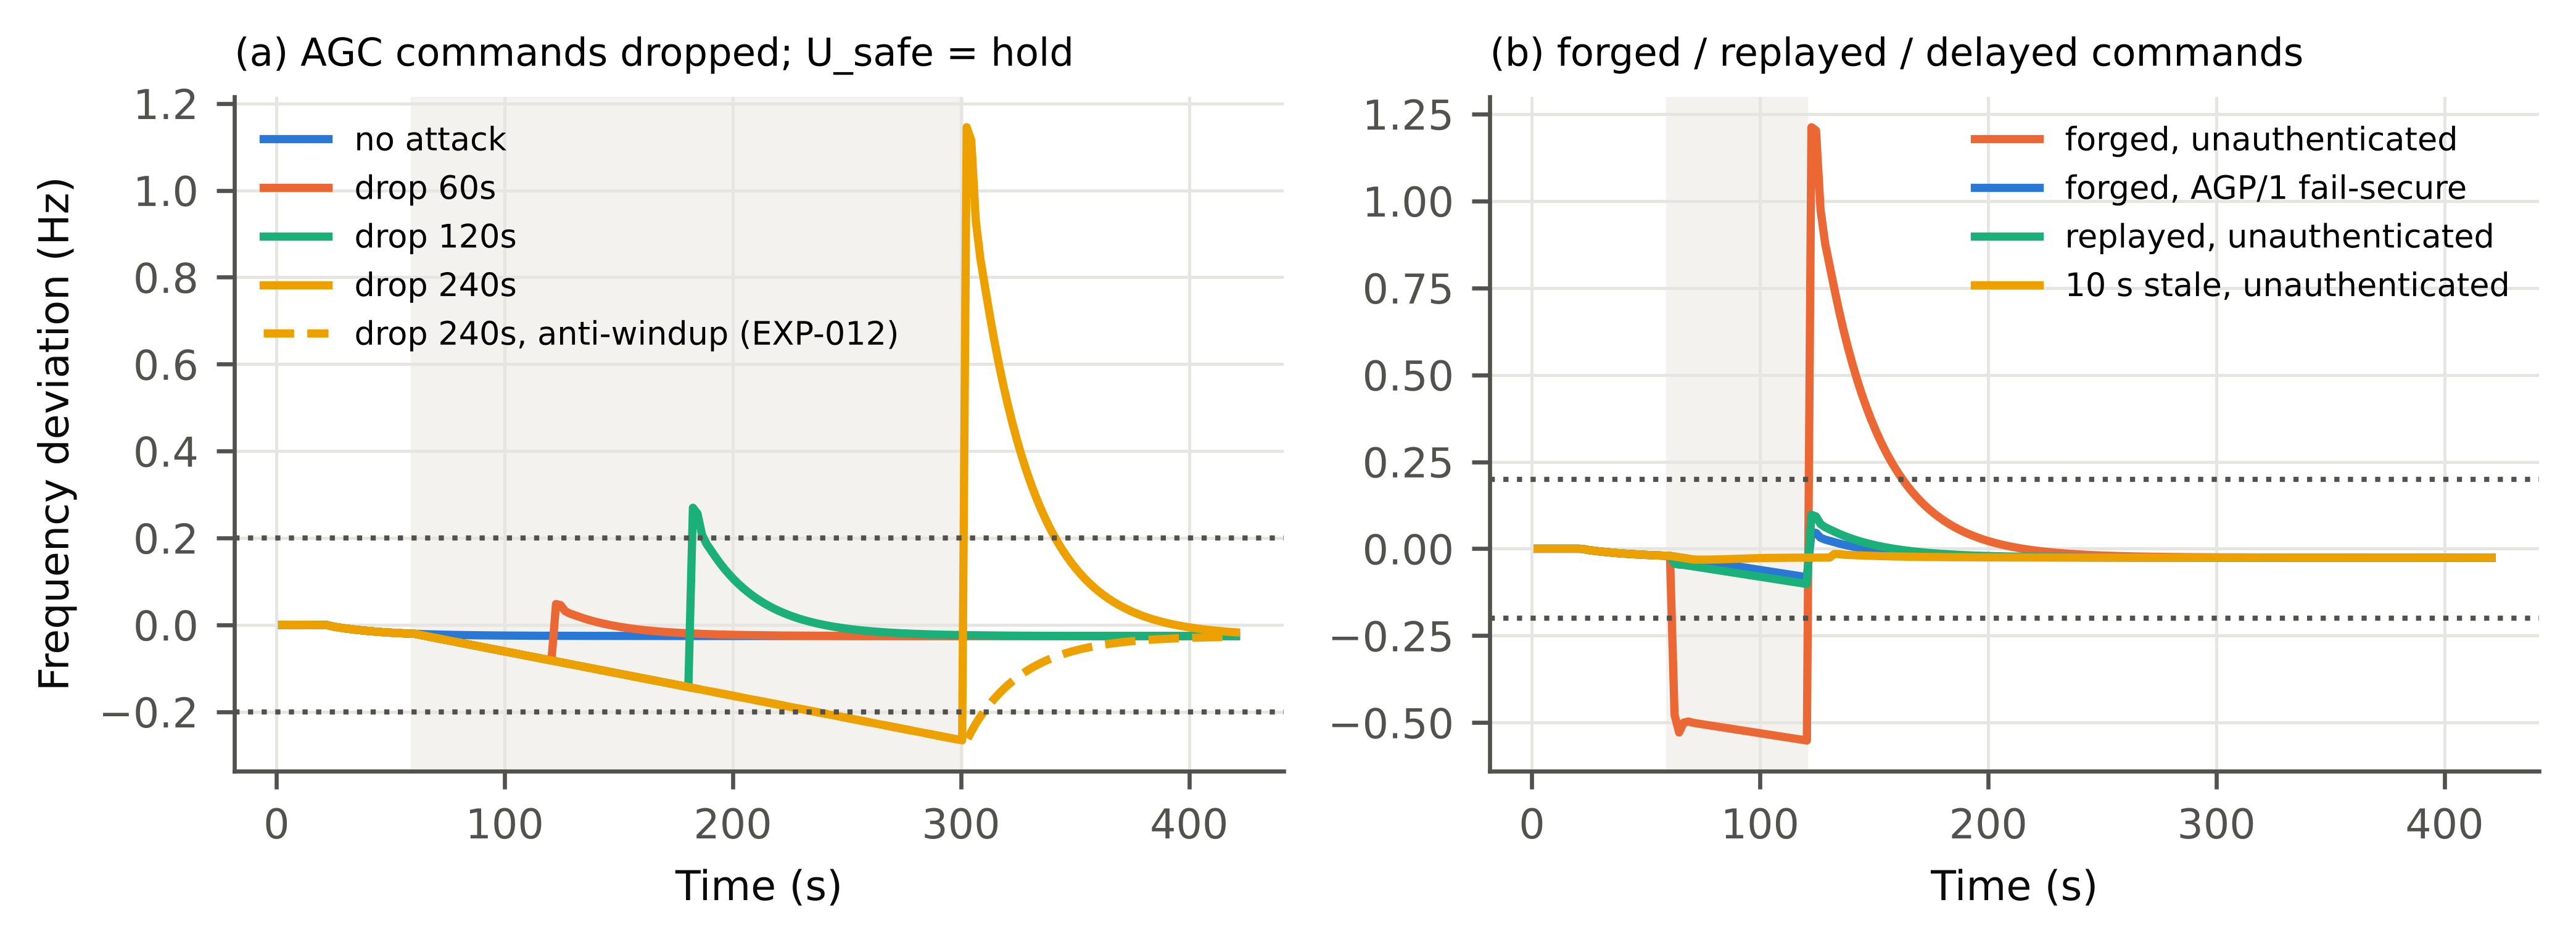 (a) AGC commands dropped; U_safe = hold
Frequency deviation (Hz)
1.2
1.0
0.8
0.6
0.4
0.2
0.0
−0.2
no attack
drop 60s
drop 120s
drop 240s
drop 240s, anti-windup (EXP-012)
0 100 200 300 400
Time (s)
(b) forged / replayed / delayed commands
1.25
1.00
0.75
0.50
0.25
0.00
−0.25
−0.50
forged, unauthenticated
forged, AGP/1 fail-secure
replayed, unauthenticated
10 s stale, unauthenticated
0 100 200 300 400
Time (s)